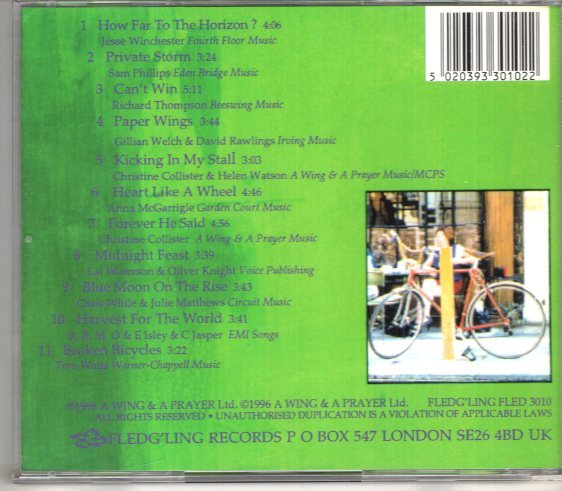 1 How Far To The Horizon ? 4:06
Jesse Winchester Fourth Floor Music
2 Private Storm 3:24
Sam Phillips Eden Bridge Music
3 Can't Win 5:11
Richard Thompson Beeswing Music
4 Paper Wings 3:44
Gillian Welch & David Rawlings Irving Music
5 Kicking In My Stall 3:03
Christine Collister & Helen Watson A Wing & A Prayer Music/MCPS
6 Heart Like A Wheel 4:46
Anna McGarrigle Garden Court Music
7 Forever He Said 4:56
Christine Collister A Wing & A Prayer Music
8 Midnight Feast 3:39
Lal Waterson & Oliver Knight Voice Publishing
9 Blue Moon On The Rise 3:43
Chris While & Julie Matthews Circuit Music
10 Harvest For The World 3:41
R, R, M, O & E Isley & C Jasper EMI Songs
11 Broken Bicycles 3:22
Tom Waits Warner-Chappell Music
5 020393 301022
℗1996 A WING & A PRAYER Ltd. ©1996 A WING & A PRAYER Ltd. FLEDG'LING FLED 3010
ALL RIGHTS RESERVED • UNAUTHORISED DUPLICATION IS A VIOLATION OF APPLICABLE LAWS
FLEDG'LING RECORDS P O BOX 547 LONDON SE26 4BD UK